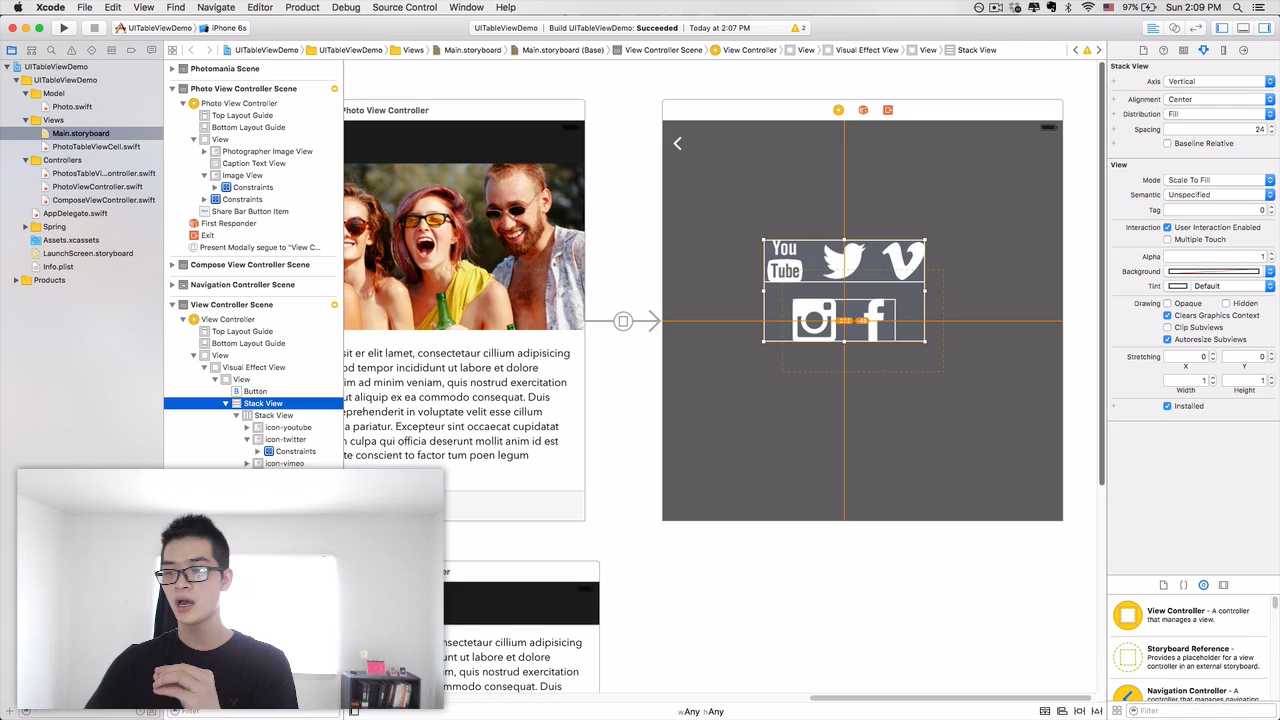 Xcode File Edit View Find Navigate Editor Product Debug Source Control Window Help
97% Sun 2:09 PM
UITableViewDemo iPhone 6s
UITableViewDemo Build UITableViewDemo: Succeeded Today at 2:07 PM 2
UITableViewDemo UITableViewDemo Views Main.storyboard Main.storyboard (Base) View Controller Scene View Controller View Visual Effect View View Stack View
UITableViewDemo
UITableViewDemo
Model
Photo.swift
Views
Main.storyboard
PhotoTableViewCell.swift
Controllers
PhotosTableVi...ontroller.swift
PhotoViewController.swift
ComposeViewController.swift
AppDelegate.swift
Spring
Assets.xcassets
LaunchScreen.storyboard
Info.plist
Products
Photomania Scene
Photo View Controller Scene
Photo View Controller
Top Layout Guide
Bottom Layout Guide
View
Photographer Image View
Caption Text View
Image View
Constraints
Constraints
Share Bar Button Item
First Responder
Exit
Present Modally segue to "View C...
Compose View Controller Scene
Navigation Controller Scene
View Controller Scene
View Controller
Top Layout Guide
Bottom Layout Guide
View
Visual Effect View
View
Button
Stack View
Stack View
icon-youtube
icon-twitter
Constraints
icon-vimeo
Photo View Controller
sit er elit lamet, consectetaur cillium adipisicing
d tempor incididunt ut labore et dolore
im ad minim veniam, quis nostrud exercitation
ut aliquip ex ea commodo consequat. Duis
eprehenderit in voluptate velit esse cillum
a pariatur. Excepteur sint occaecat cupidatat
n culpa qui officia deserunt mollit anim id est
te conscient to factor tum poen legum
You
Tube
sectetaur cillium adipisicing
unt ut labore et dolore
m, quis nostrud exercitation
a commodo consequat. Duis
wAny hAny
Stack View
Axis Vertical
Alignment Center
Distribution Fill
Spacing 24
Baseline Relative
View
Mode Scale To Fill
Semantic Unspecified
Tag 0
Interaction User Interaction Enabled
Multiple Touch
Alpha 1
Background
Tint Default
Drawing Opaque Hidden
Clears Graphics Context
Clip Subviews
Autoresize Subviews
Stretching 0 0
X Y
1 1
Width Height
Installed
View Controller - A controller
that manages a view.
Storyboard Reference -
Provides a placeholder for a view
controller in an external storyboard.
Navigation Controller - A
Filter
Filter